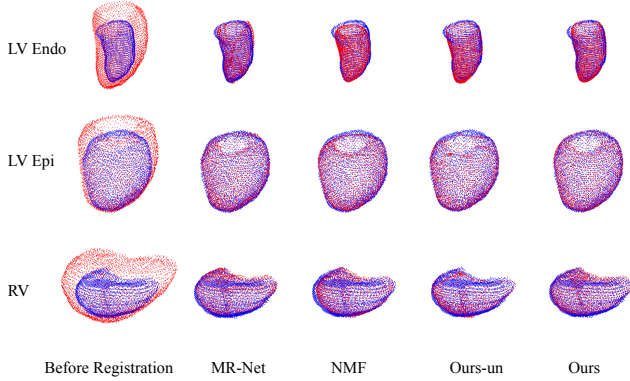 LV Endo
LV Epi
RV
Before Registration MR-Net NMF Ours-un Ours